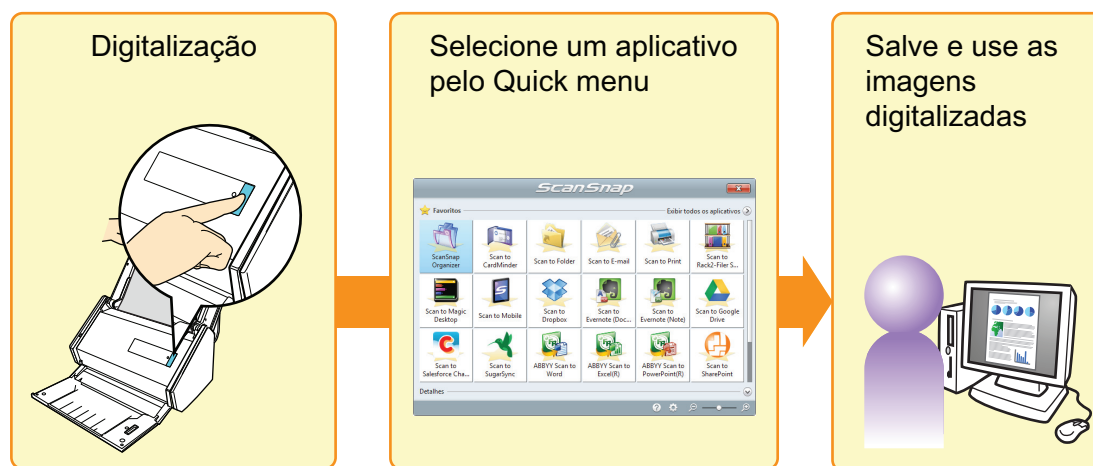 Digitalização
Selecione um aplicativo
pelo Quick menu
Salve e use as
imagens
digitalizadas
ScanSnap
Favoritos
Exibir todos os aplicativos
ScanSnap
Organizer
Scan to
CardMinder
Scan to Folder
Scan to E-mail
Scan to Print
Scan to
Rack2-Filer S...
Scan to Magic
Desktop
Scan to Mobile
Scan to
Dropbox
Scan to
Evernote (Doc...
Scan to
Evernote (Note)
Scan to Google
Drive
Scan to
Salesforce Cha...
Scan to
SugarSync
ABBYY Scan to
Word
ABBYY Scan to
Excel(R)
ABBYY Scan to
PowerPoint(R)
Scan to
SharePoint
Detalhes